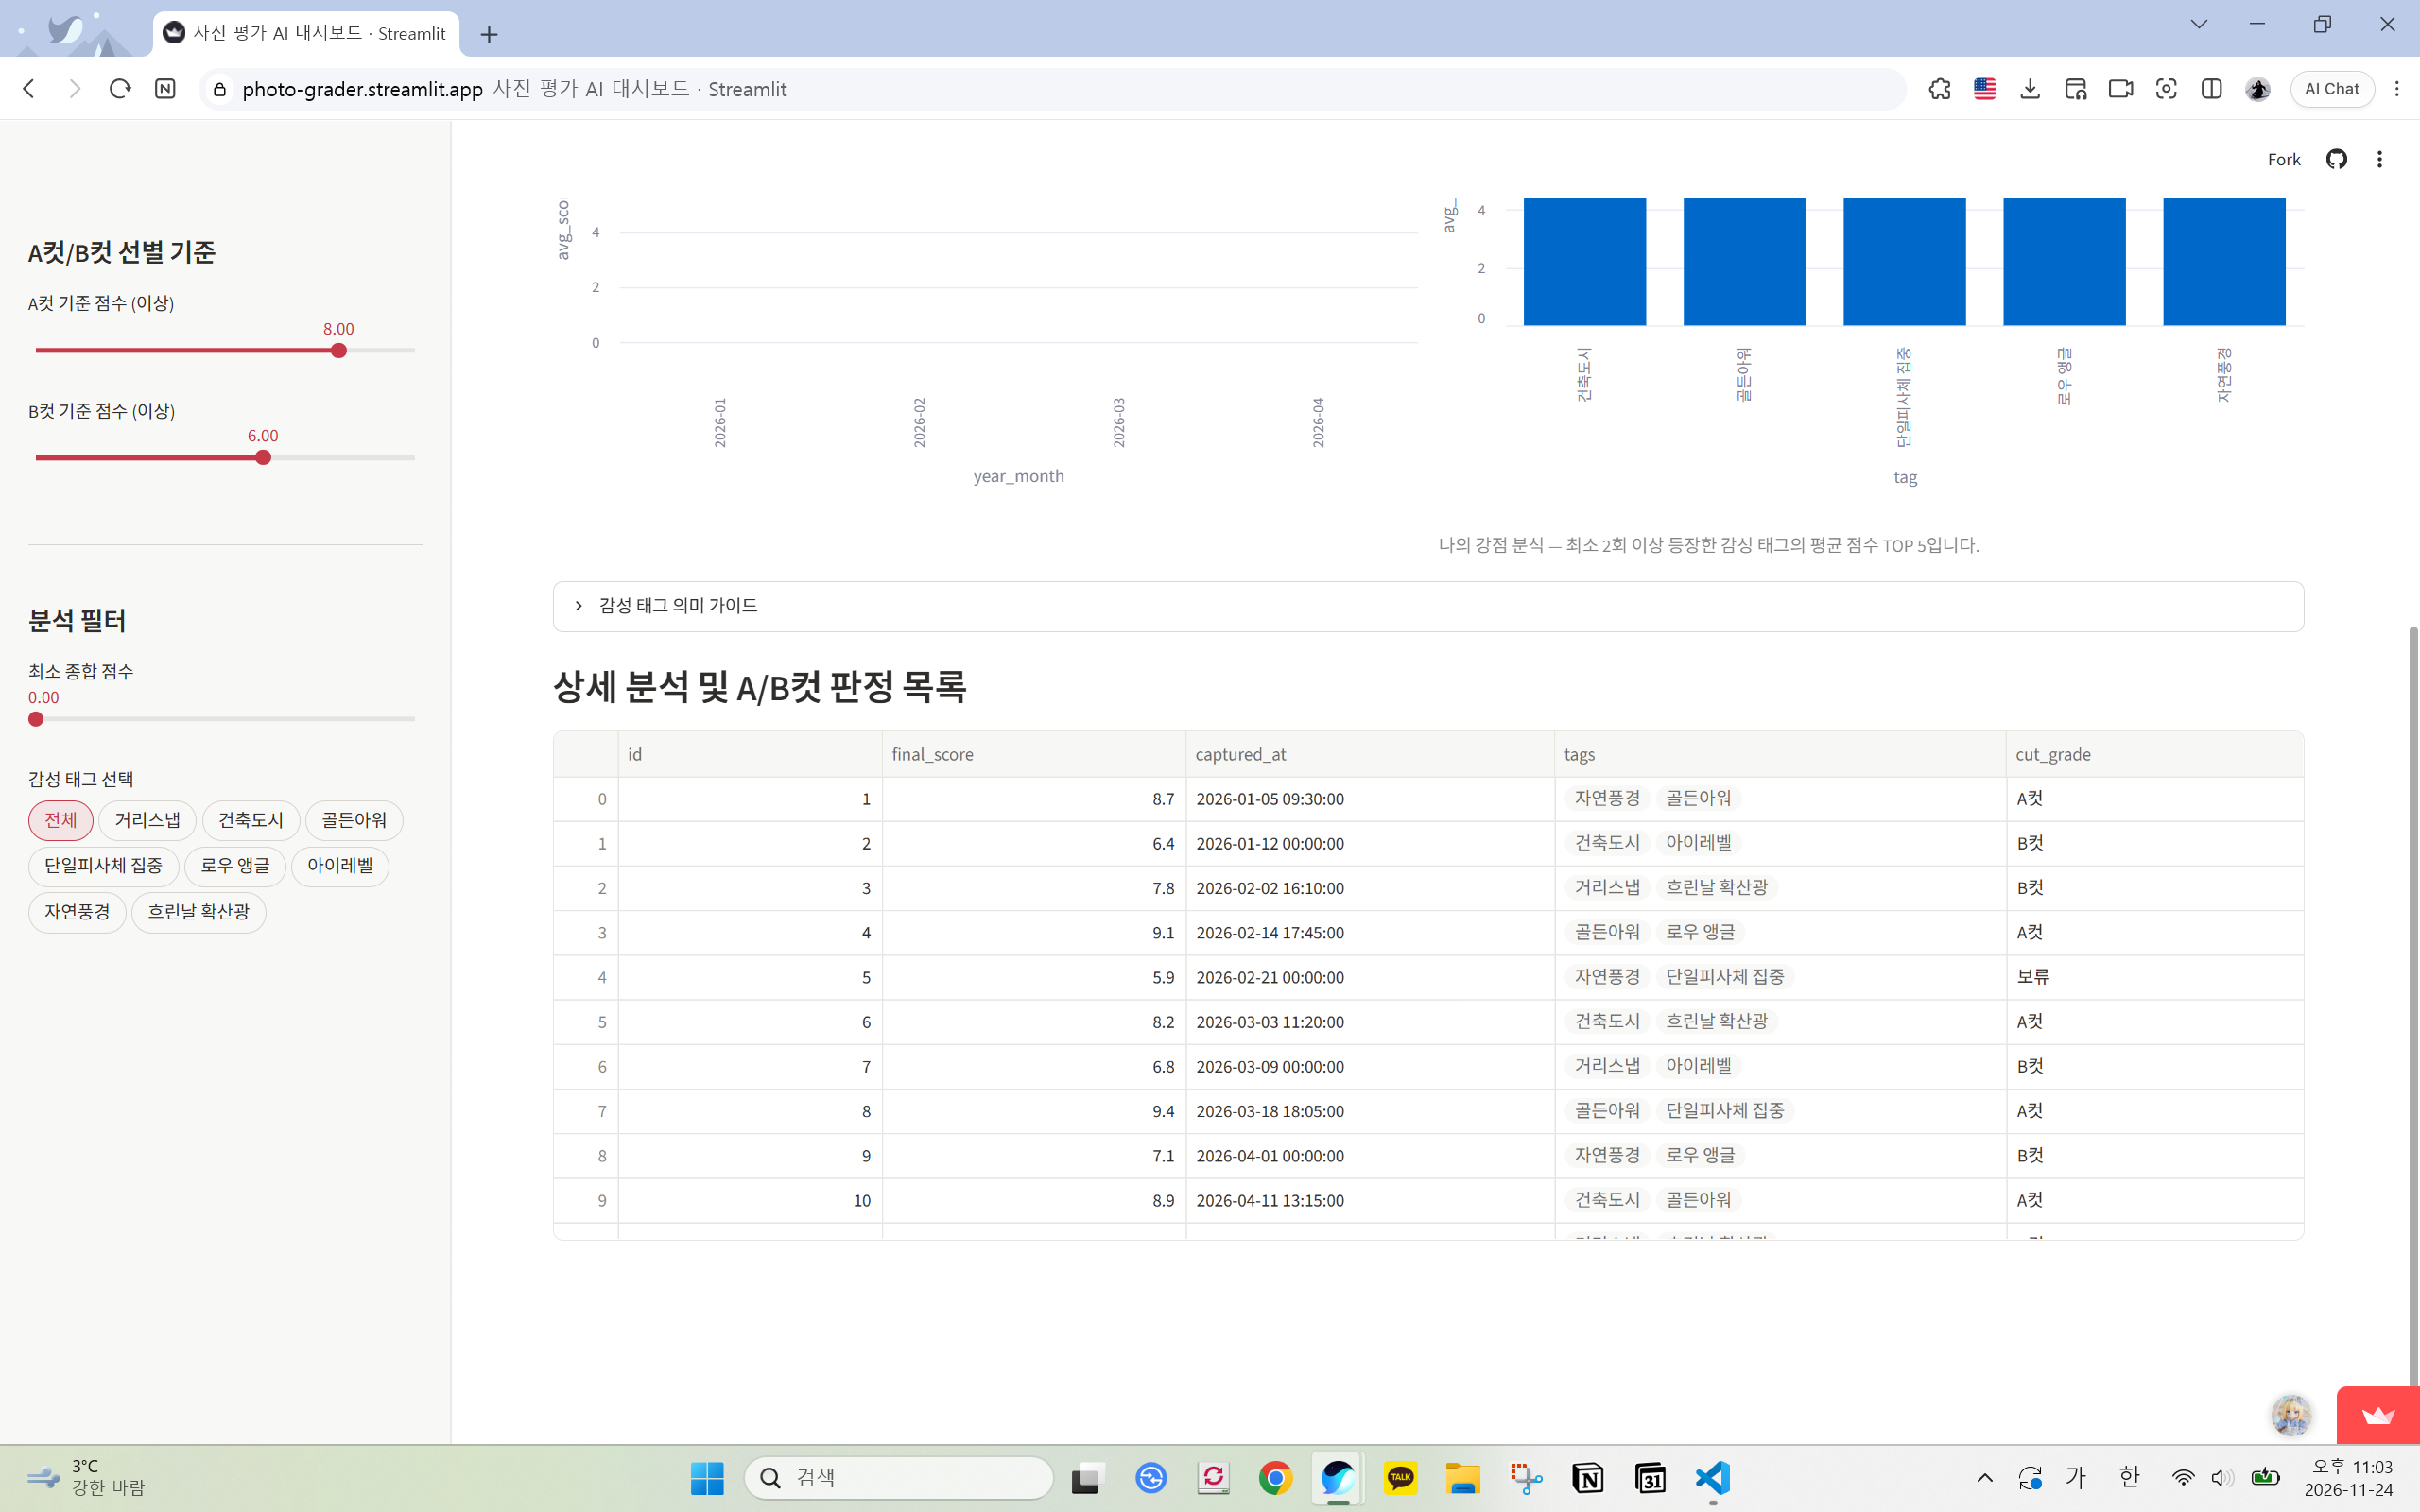 사진 평가 AI 대시보드 · Streamlit
photo-grader.streamlit.app 사진 평가 AI 대시보드 · Streamlit
AI Chat
Fork
A컷/B컷 선별 기준
A컷 기준 점수 (이상)
8.00
B컷 기준 점수 (이상)
6.00
분석 필터
최소 종합 점수
0.00
감성 태그 선택
전체 거리스냅 건축도시 골든아워
단일피사체 집중 로우 앵글 아이레벨
자연풍경 흐린날 확산광
4
2
0
2026-01 2026-02 2026-03 2026-04
year_month
avg_
4
2
0
건축도시 골든아워 단일피사체 집중 로우 앵글 자연풍경
tag
나의 강점 분석 — 최소 2회 이상 등장한 감성 태그의 평균 점수 TOP 5입니다.
감성 태그 의미 가이드
상세 분석 및 A/B컷 판정 목록
id final_score captured_at tags cut_grade
0 1 8.7 2026-01-05 09:30:00 자연풍경 골든아워 A컷
1 2 6.4 2026-01-12 00:00:00 건축도시 아이레벨 B컷
2 3 7.8 2026-02-02 16:10:00 거리스냅 흐린날 확산광 B컷
3 4 9.1 2026-02-14 17:45:00 골든아워 로우 앵글 A컷
4 5 5.9 2026-02-21 00:00:00 자연풍경 단일피사체 집중 보류
5 6 8.2 2026-03-03 11:20:00 건축도시 흐린날 확산광 A컷
6 7 6.8 2026-03-09 00:00:00 거리스냅 아이레벨 B컷
7 8 9.4 2026-03-18 18:05:00 골든아워 단일피사체 집중 A컷
8 9 7.1 2026-04-01 00:00:00 자연풍경 로우 앵글 B컷
9 10 8.9 2026-04-11 13:15:00 건축도시 골든아워 A컷
3°C
강한 바람
검색
TALK
31
가 한
오후 11:03
2026-11-24